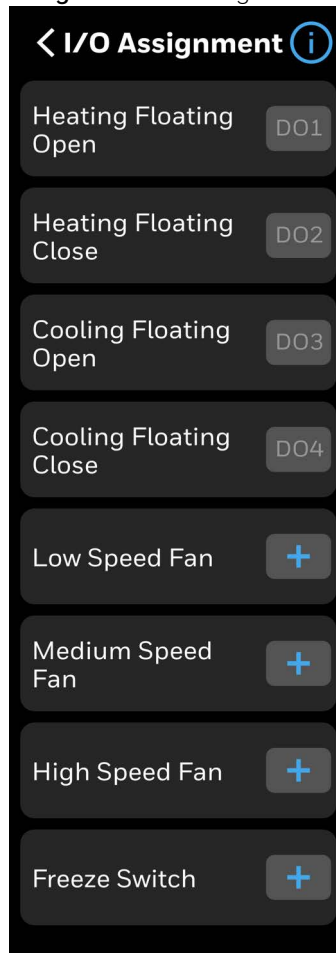 I/O Assignment
Heating Floating
Open
DO1
Heating Floating
Close
DO2
Cooling Floating
Open
DO3
Cooling Floating
Close
DO4
Low Speed Fan
+
Medium Speed
Fan
+
High Speed Fan
+
Freeze Switch
+